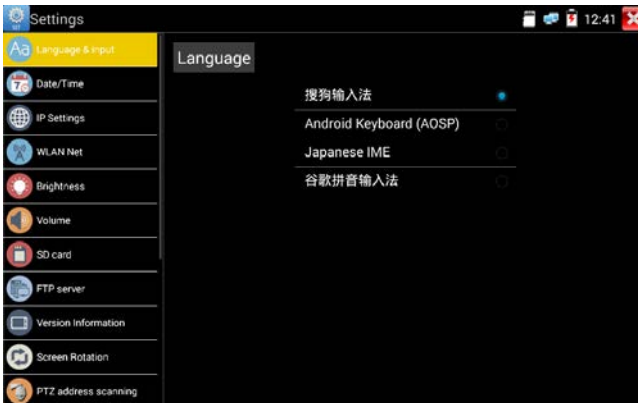 Settings
12:41
Language & input
Date/Time
IP Settings
WLAN Net
Brightness
Volume
SD card
FTP server
Version Information
Screen Rotation
PTZ address scanning
Language
搜狗输入法
Android Keyboard (AOSP)
Japanese IME
谷歌拼音输入法